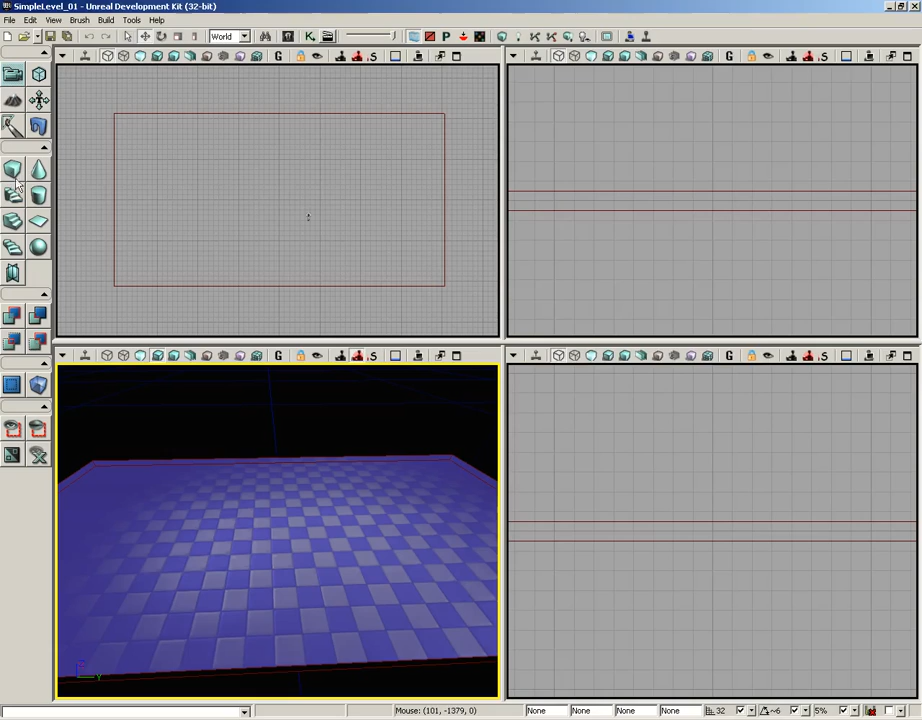 SimpleLevel_01 - Unreal Development Kit (32-bit)
File Edit View Brush Build Tools Help
World
G
G
G
G
Y
Mouse: (101, -1379, 0)
None
None
None
None
32
~6
5%